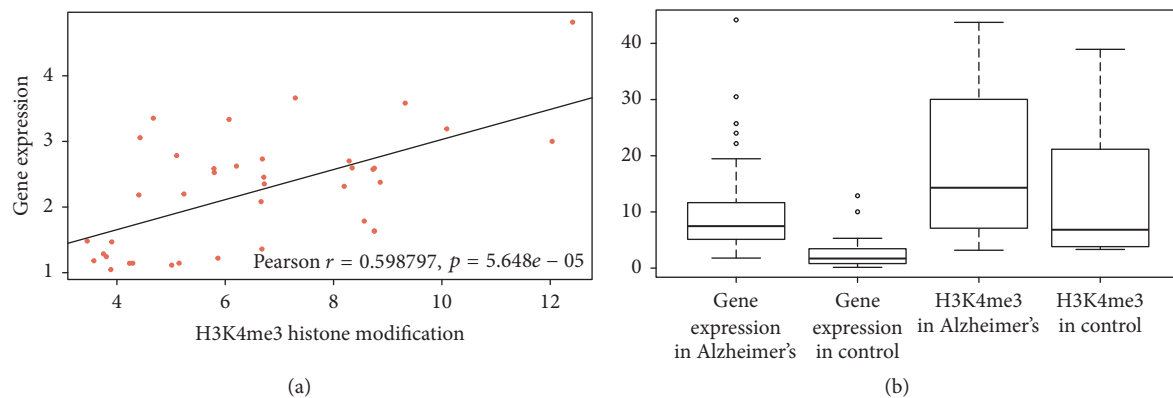 Gene expression
4
3
2
1
Pearson r = 0.598797, p = 5.648e − 05
4 6 8 10 12
H3K4me3 histone modification
(a)
40
30
20
10
0
Gene
expression
in Alzheimer's
Gene
expression
in control
H3K4me3
in Alzheimer's
H3K4me3
in control
(b)